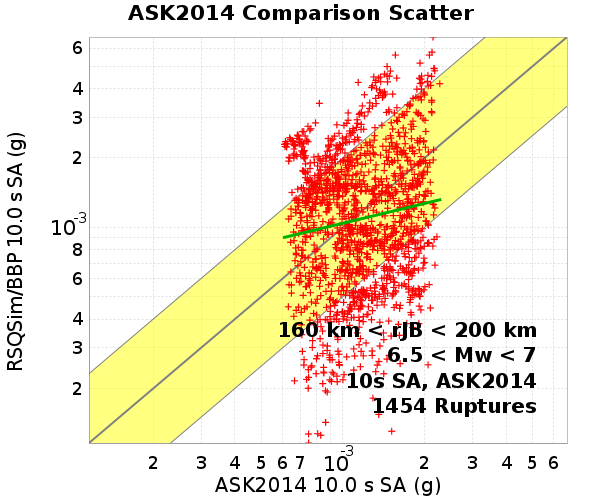 ASK2014 Comparison Scatter
RSQSim/BBP 10.0 s SA (g)
6
4
3
2
10-3
8
6
4
3
2
160 km < rJB < 200 km
6.5 < Mw < 7
10s SA, ASK2014
1454 Ruptures
2 3 4 5 6 7 10-3 2 3 4 5 6
ASK2014 10.0 s SA (g)